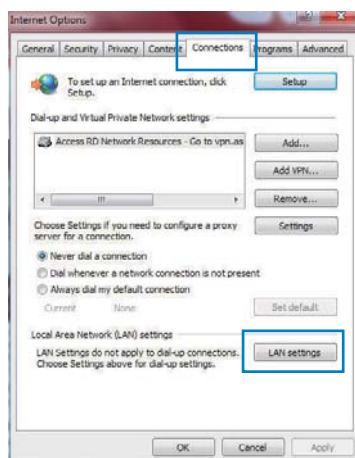 Internet Options
General Security Privacy Content Connections Programs Advanced
To set up an Internet connection, click
Setup.
Setup
Dial-up and Virtual Private Network settings
Access RD Network Resources - Go to vpn.as
Add...
Add VPN...
Remove...
Choose Settings if you need to configure a proxy
server for a connection.
Settings
Never dial a connection
Dial whenever a network connection is not present
Always dial my default connection
Current None
Set default
Local Area Network (LAN) settings
LAN Settings do not apply to dial-up connections.
Choose Settings above for dial-up settings.
LAN settings
OK Cancel Apply